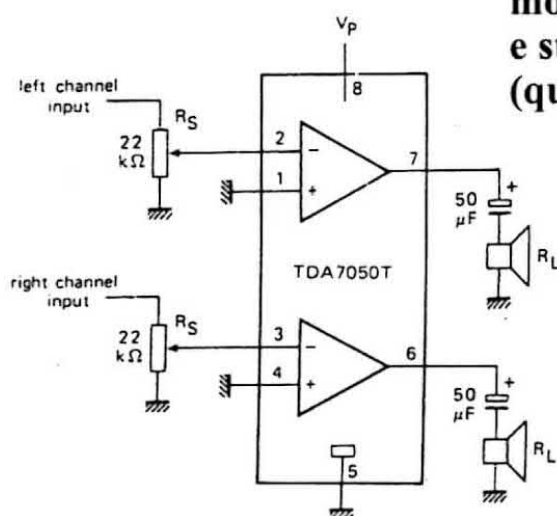 mo
e st
(qu
V_P
8
left channel
input
R_S
22
kΩ
2
−
1
+
7
+
50
μF
R_L
TDA7050T
right channel
input
R_S
22
kΩ
3
−
4
+
6
+
50
μF
R_L
5